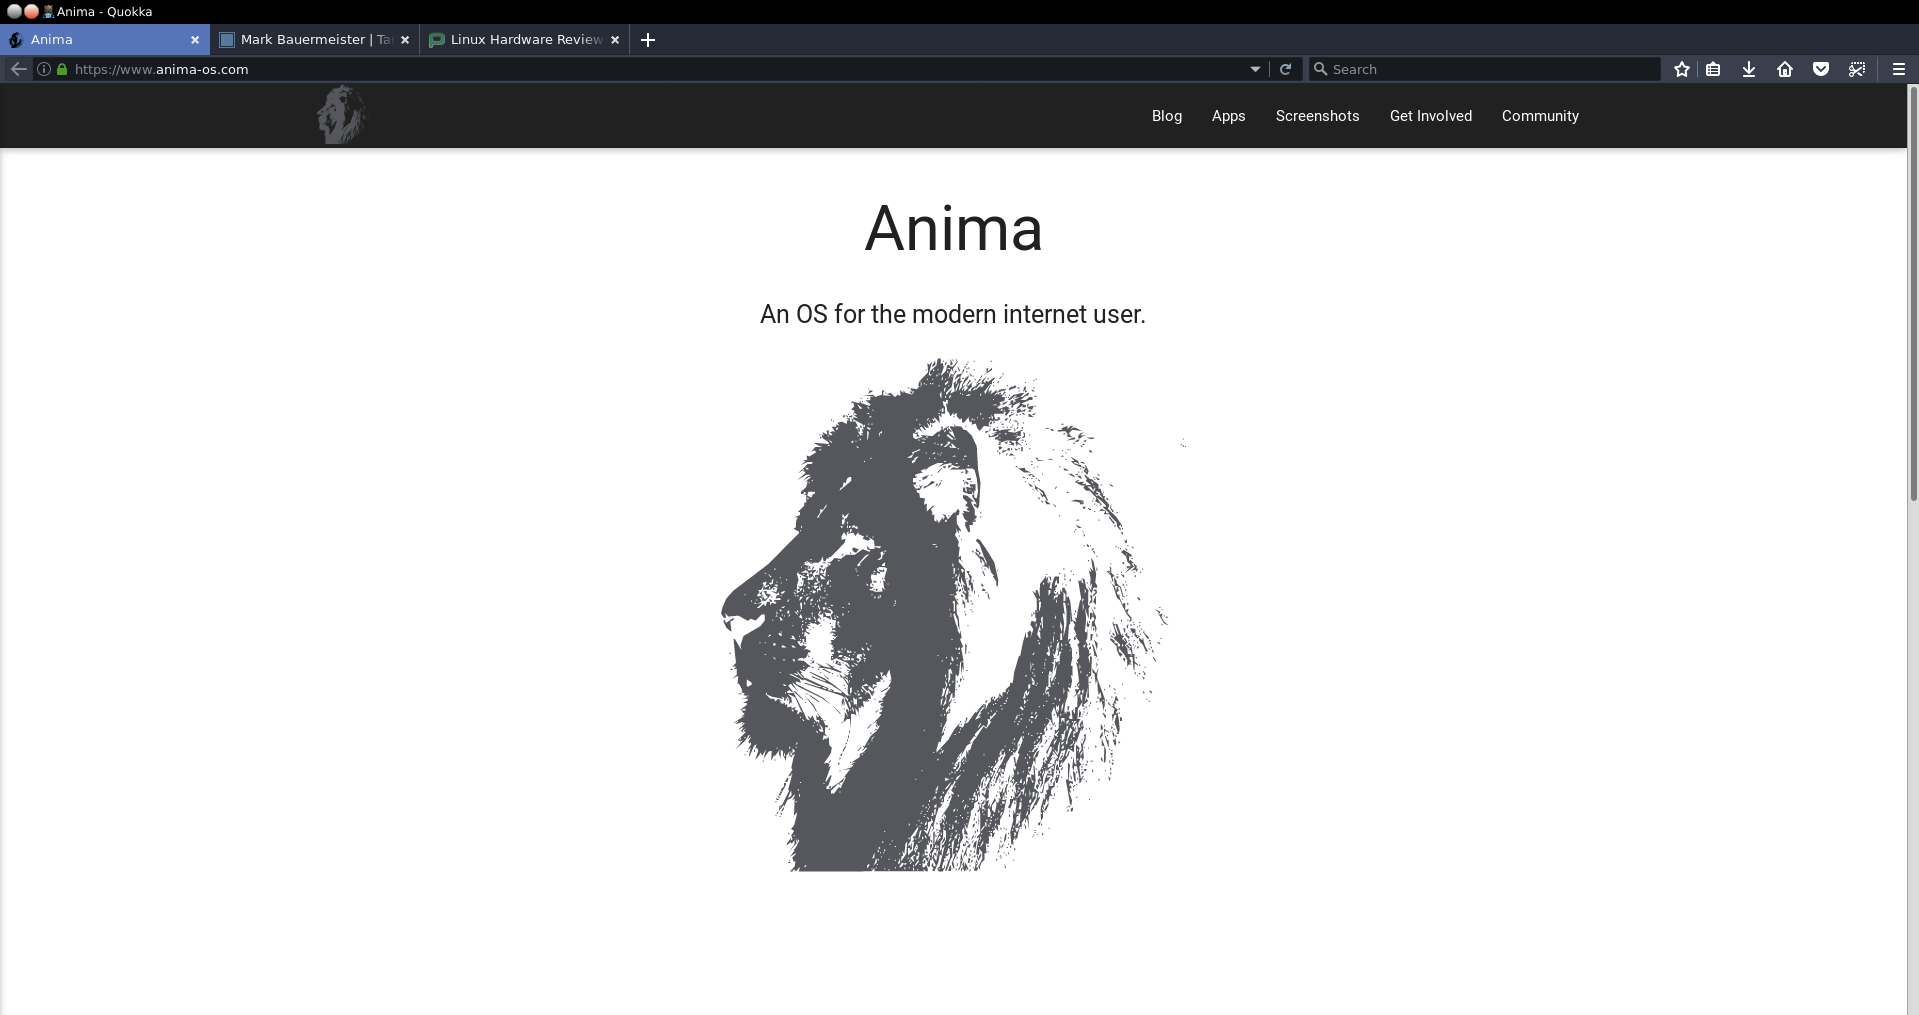 Anima - Quokka
Anima
Mark Bauermeister | Ta
Linux Hardware Review
https://www.anima-os.com
Search
Blog Apps Screenshots Get Involved Community
Anima
An OS for the modern internet user.